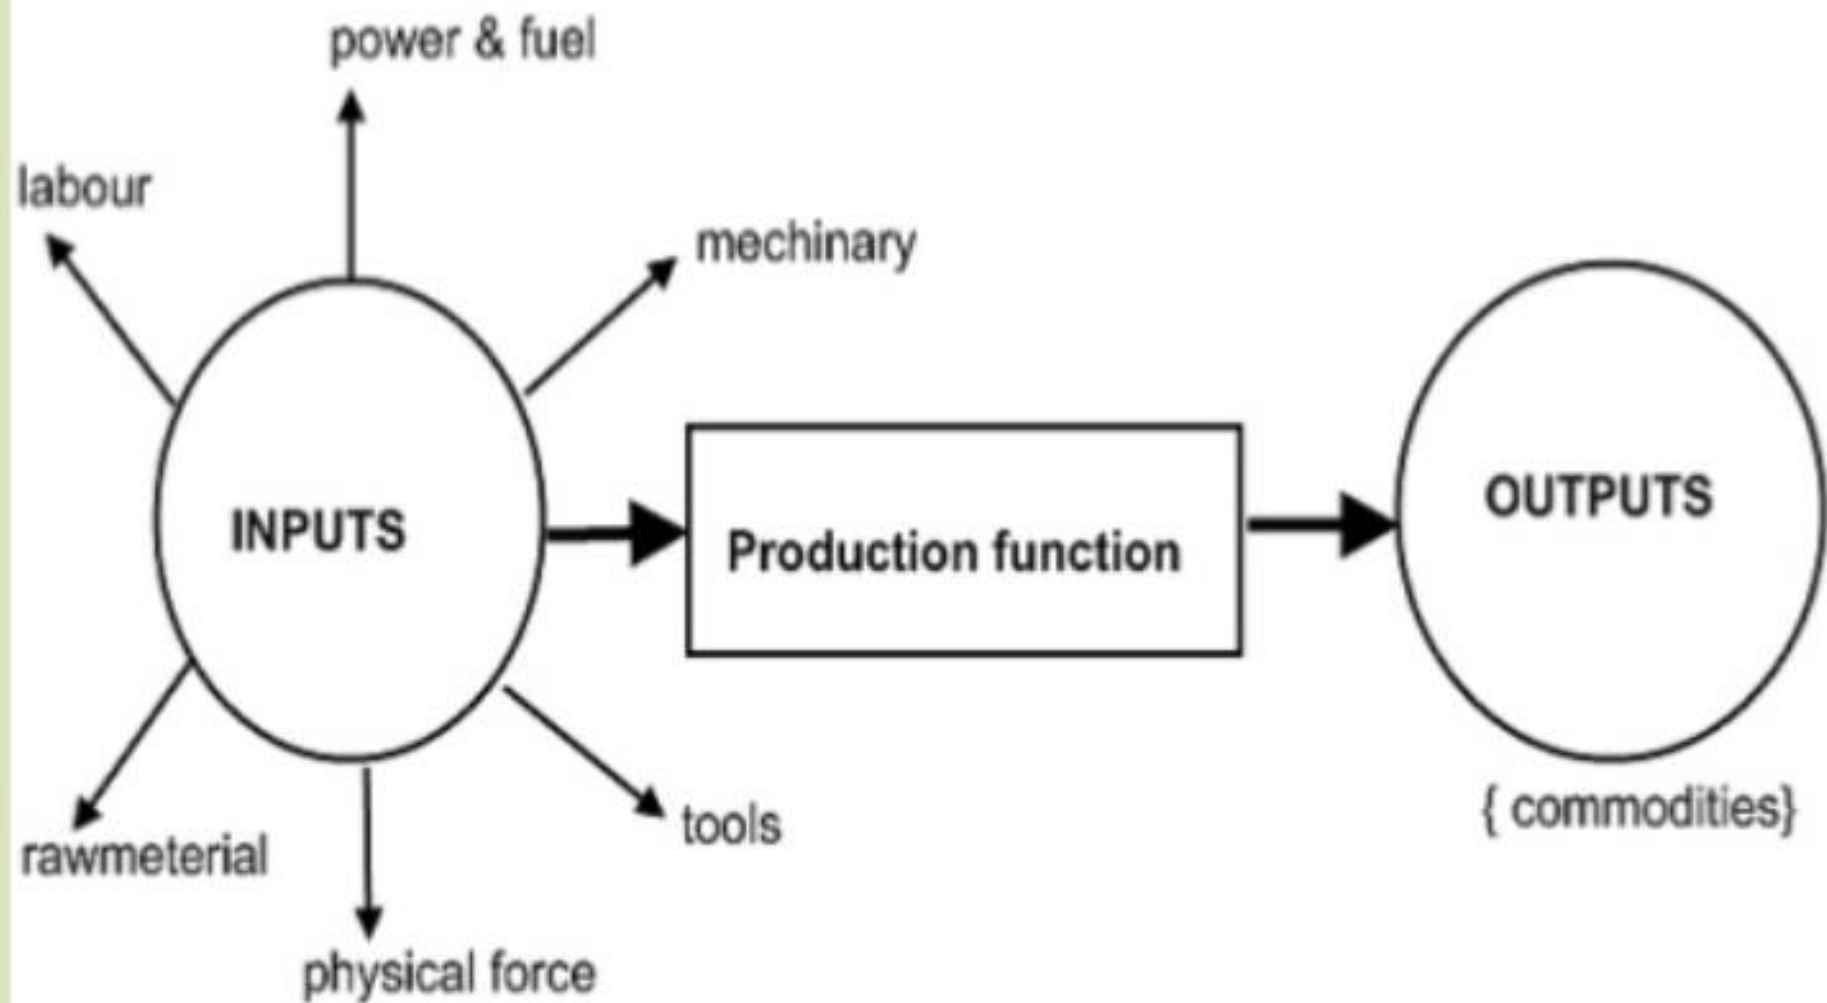 power & fuel
labour
mechinary
INPUTS
Production function
OUTPUTS
{ commodities}
tools
rawmeterial
physical force